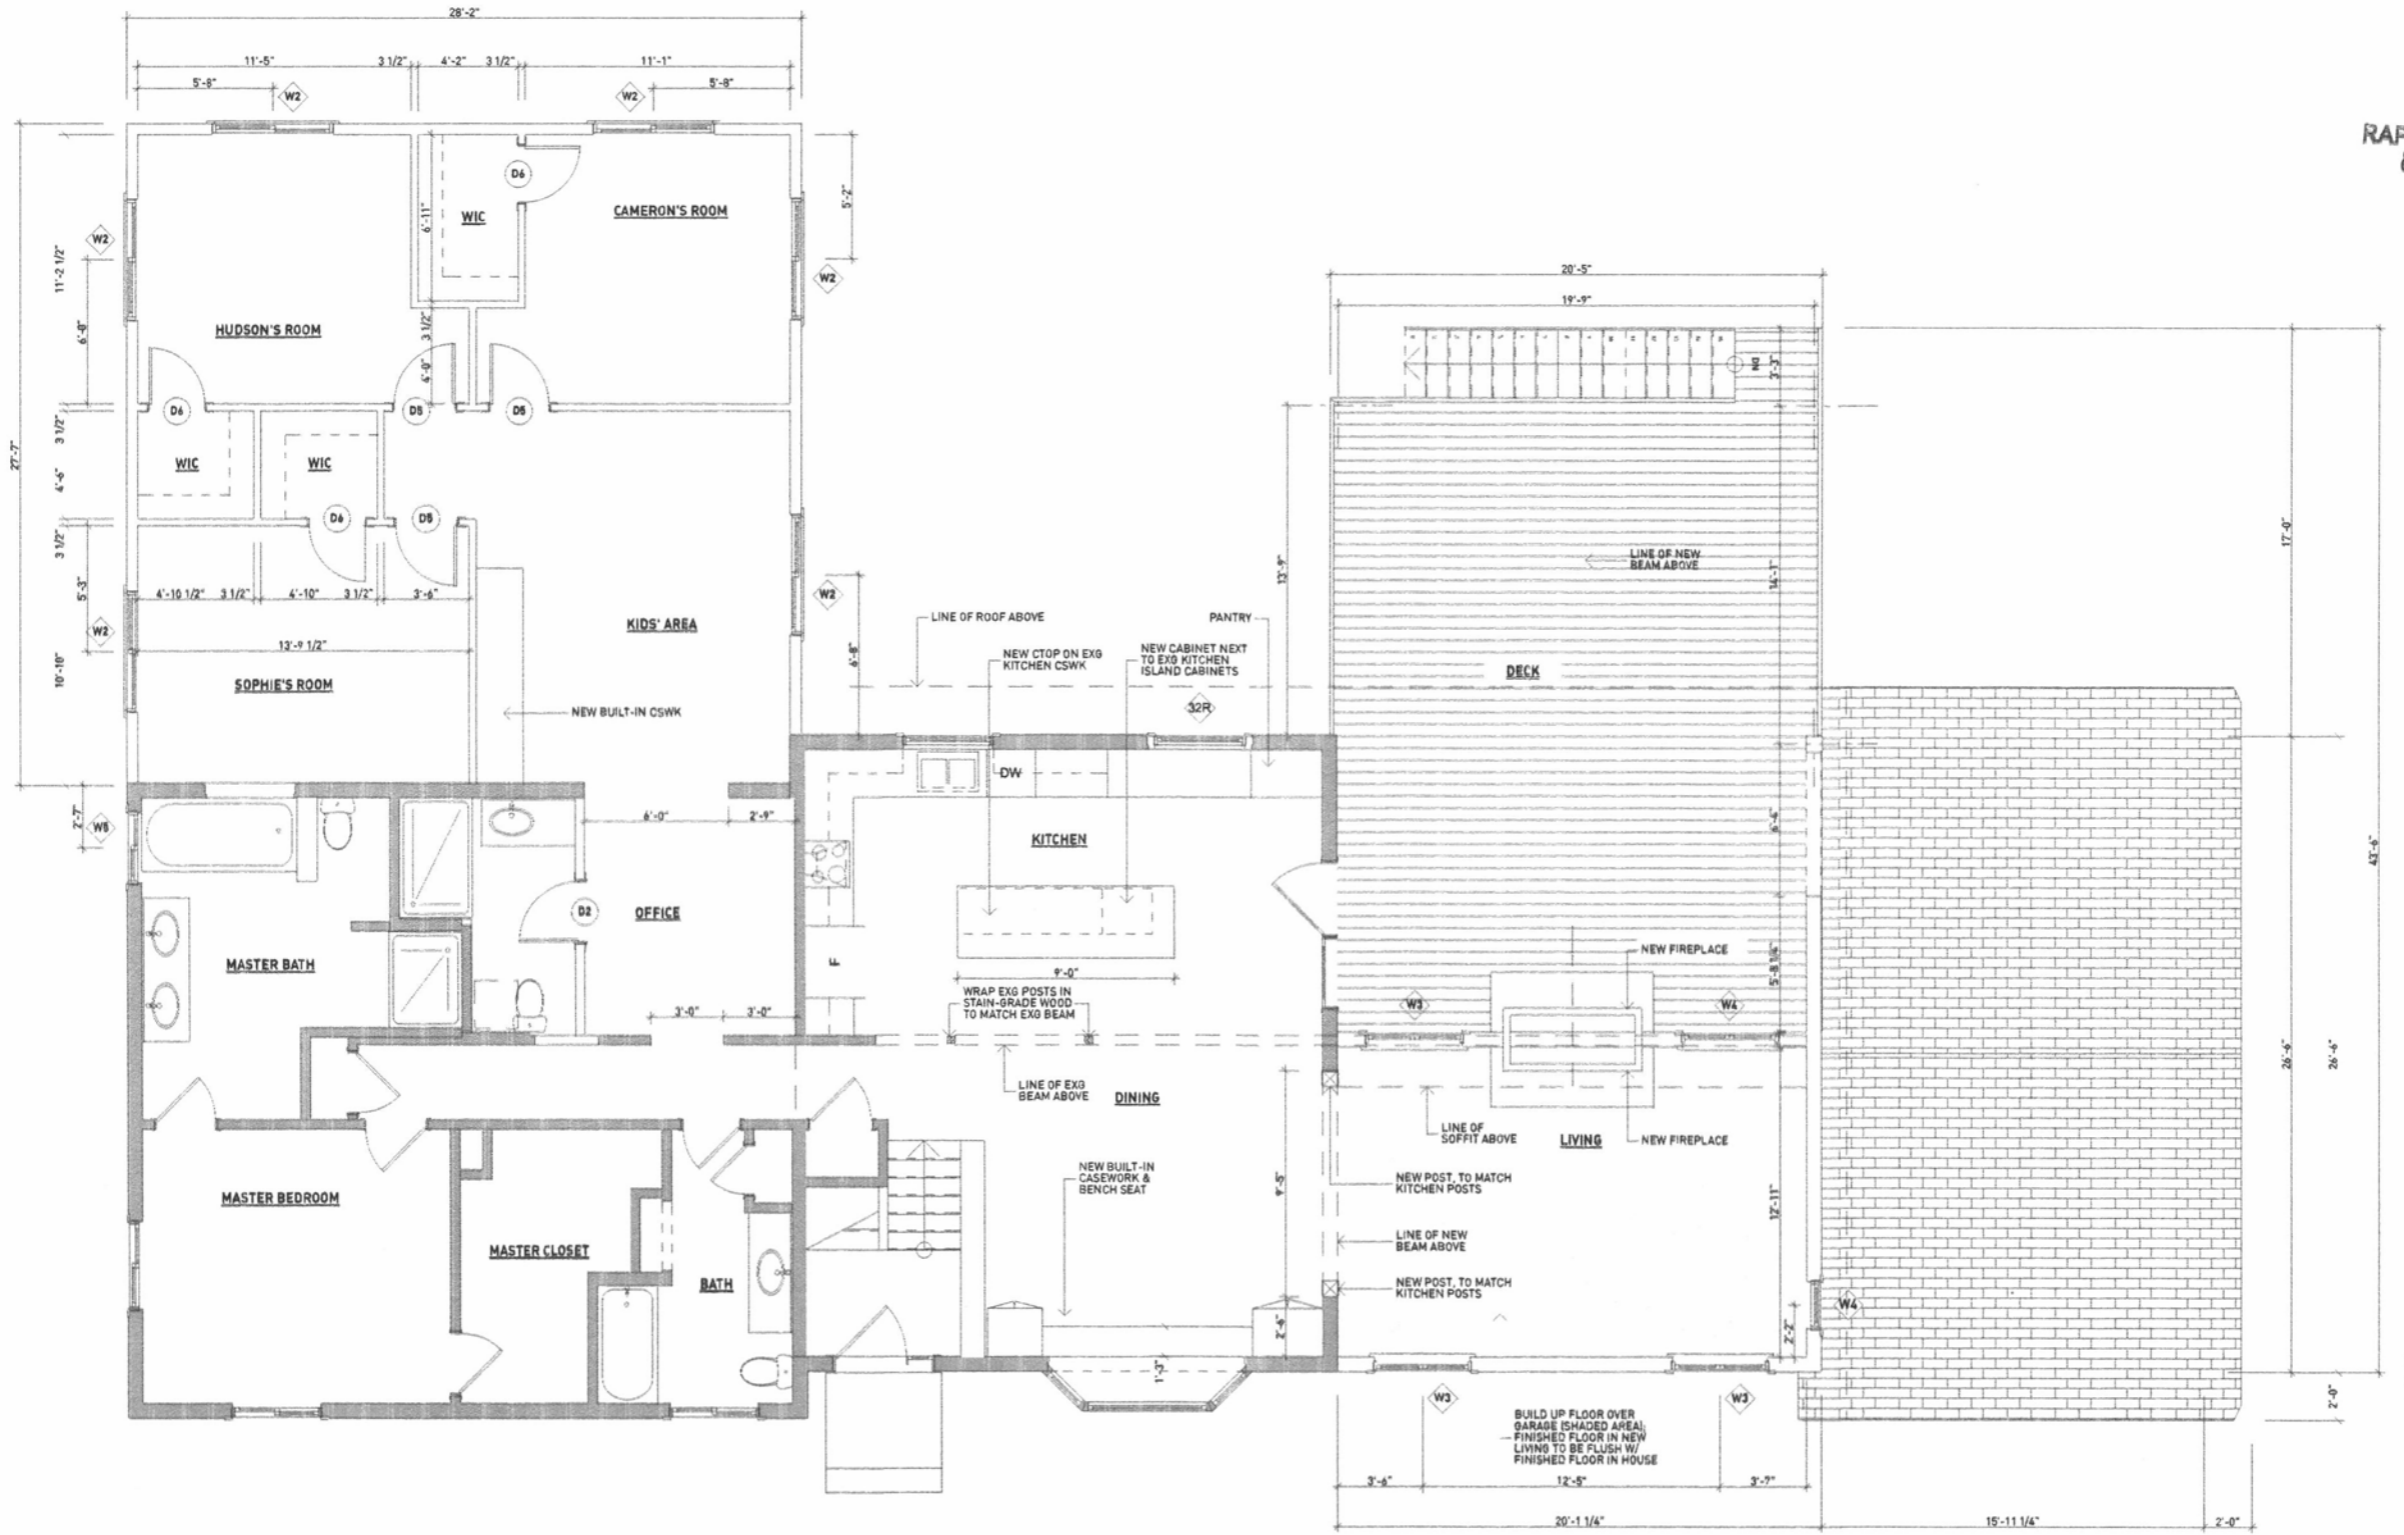 28'-2"
11'-5" 3 1/2" 4'-2" 3 1/2" 11'-1"
5'-8" W2 W2 5'-8"
RAP
D6
5'-2"
6'-11"
WIC
CAMERON'S ROOM
W2
11'-2 1/2"
W2
20'-5"
19'-9"
HUDSON'S ROOM
6'-0"
3 1/2"
4'-0"
DN
3'-3"
D6 D5 D5
3 1/2"
27'-7"
WIC WIC
4'-6"
D6 D5
3 1/2"
17'-0"
13'-9"
LINE OF NEW
BEAM ABOVE
14'-1"
5'-3"
4'-10 1/2" 3 1/2" 4'-10" 3 1/2" 3'-6"
W2
W2
KIDS' AREA
LINE OF ROOF ABOVE
PANTRY
13'-9 1/2"
6'-8"
NEW CTOP ON EXG
KITCHEN CSWK
NEW CABINET NEXT
TO EXG KITCHEN
ISLAND CABINETS
DECK
10'-10"
SOPHIE'S ROOM
NEW BUILT-IN CSWK
32R
DW
2'-7"
W5
6'-0" 2'-9"
KITCHEN
6'-4"
43'-6"
D2
OFFICE
MASTER BATH
F
9'-0"
NEW FIREPLACE
5'-8 1/4"
WRAP EXG POSTS IN
STAIN-GRADE WOOD
TO MATCH EXG BEAM
W3 W4
3'-0" 3'-0"
26'-6" 26'-6"
LINE OF EXG
BEAM ABOVE
DINING
LINE OF
SOFFIT ABOVE
LIVING
NEW FIREPLACE
NEW BUILT-IN
CASEWORK &
BENCH SEAT
9'-5"
NEW POST, TO MATCH
KITCHEN POSTS
12'-11"
MASTER BEDROOM
MASTER CLOSET
LINE OF NEW
BEAM ABOVE
BATH
NEW POST, TO MATCH
KITCHEN POSTS
W4
2'-6"
2'-2"
1'-3"
W3 W3
2'-0"
BUILD UP FLOOR OVER
GARAGE (SHADED AREA);
FINISHED FLOOR IN NEW
LIVING TO BE FLUSH W/
FINISHED FLOOR IN HOUSE
3'-6" 12'-5" 3'-7"
20'-1 1/4" 15'-11 1/4" 2'-0"